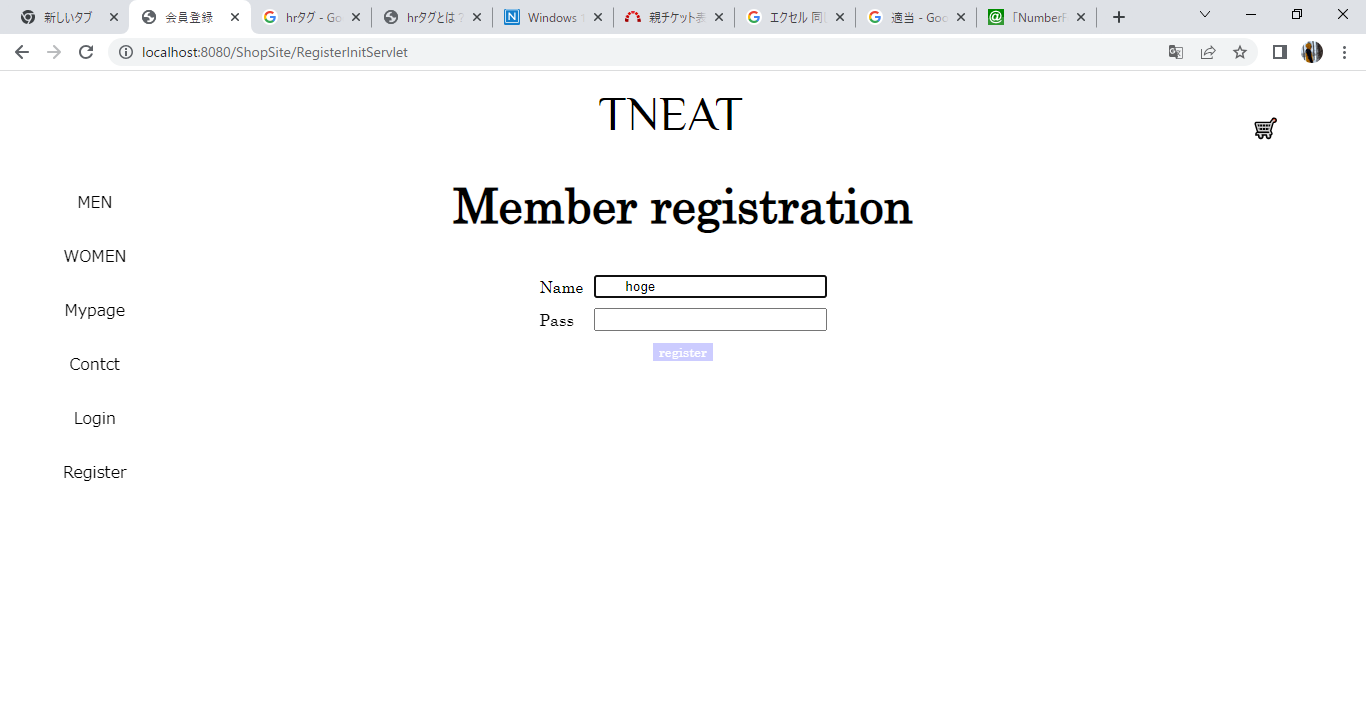 新しいタブ
会員登録
hrタグ - Go
hrタグとは?
Windows 1
親チケット表
エクセル 同じ
適当 - Goo
「NumberF
localhost:8080/ShopSite/RegisterInitServlet
TNEAT
MEN
WOMEN
Mypage
Contct
Login
Register
Member registration
Name hoge
Pass
register